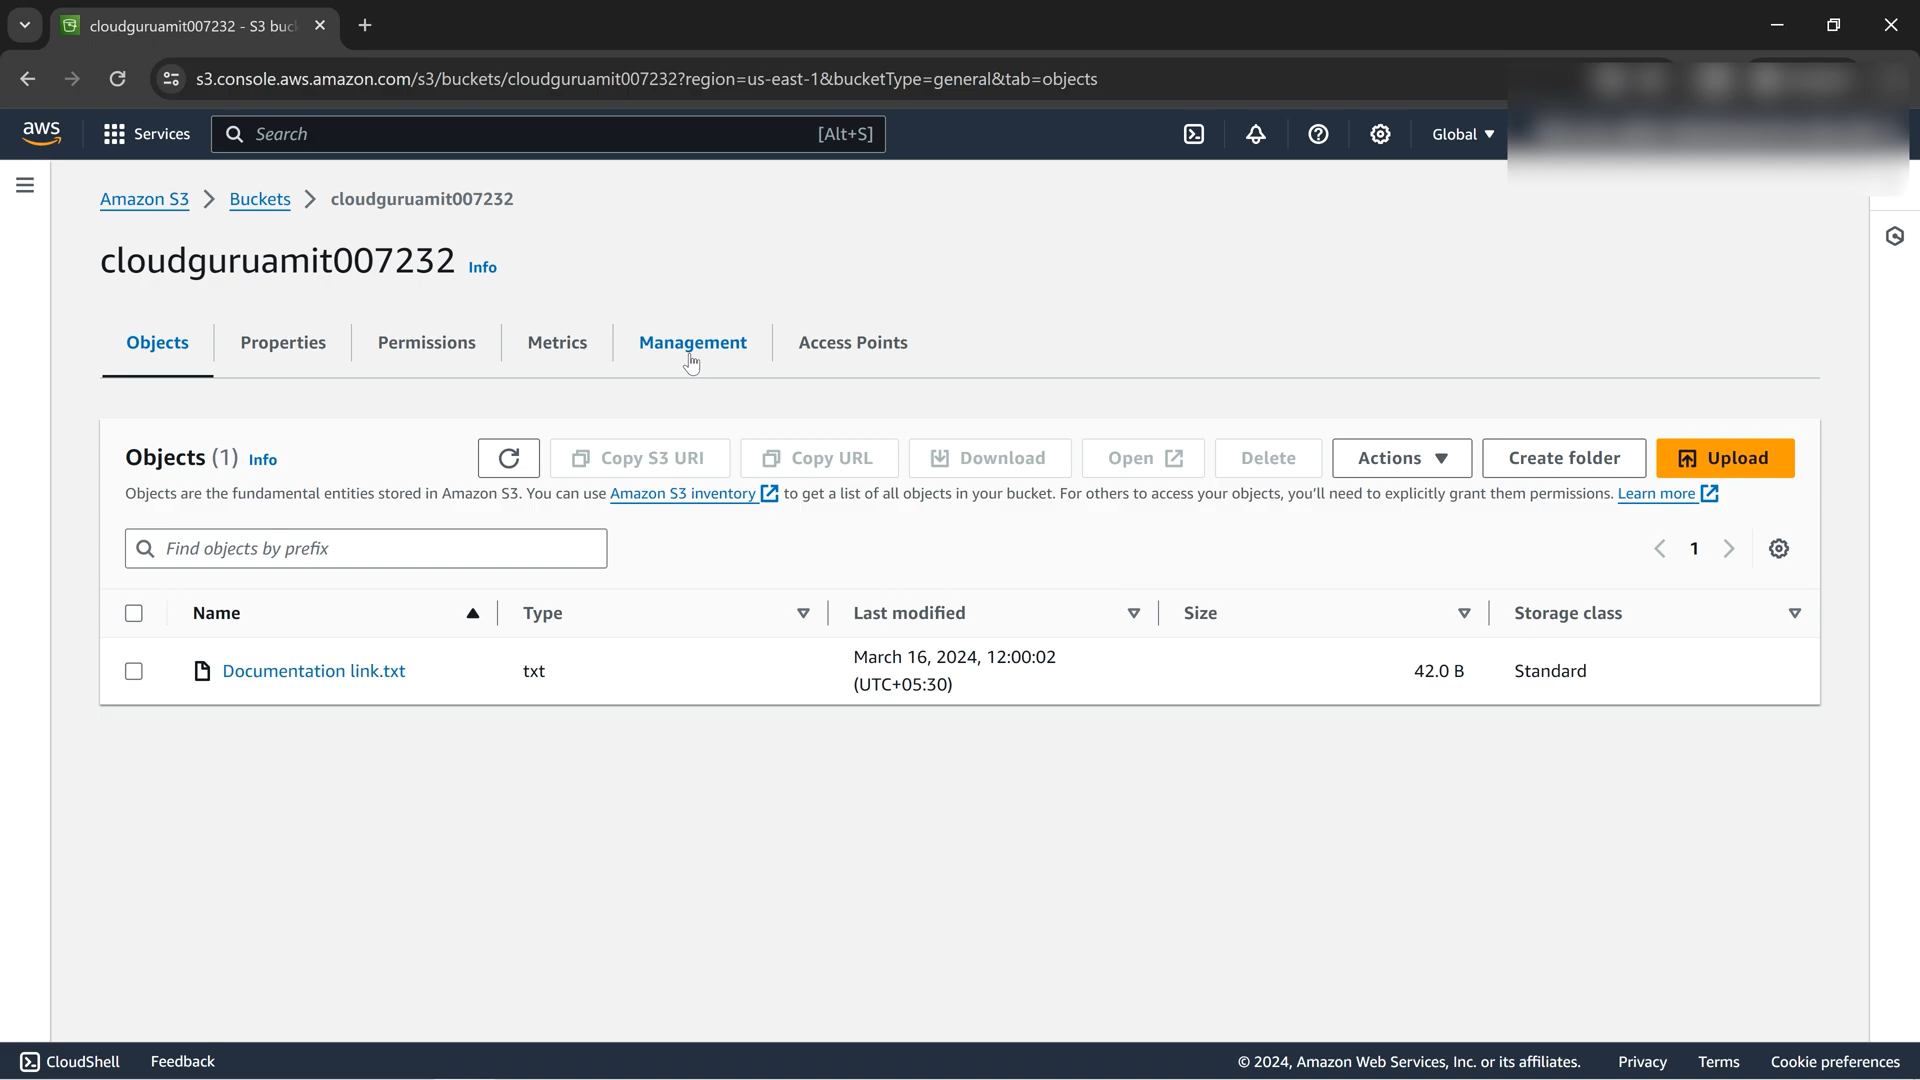 cloudguruamit007232 - S3 buc
s3.console.aws.amazon.com/s3/buckets/cloudguruamit007232?region=us-east-1&bucketType=general&tab=objects
aws Services Search [Alt+S] Global
Amazon S3 Buckets cloudguruamit007232
cloudguruamit007232 Info
Objects Properties Permissions Metrics Management Access Points
Objects (1) Info Copy S3 URI Copy URL Download Open Delete Actions Create folder Upload
Objects are the fundamental entities stored in Amazon S3. You can use Amazon S3 inventory to get a list of all objects in your bucket. For others to access your objects, you'll need to explicitly grant them permissions. Learn more
Find objects by prefix 1
Name Type Last modified Size Storage class
Documentation link.txt txt March 16, 2024, 12:00:02 42.0 B Standard
(UTC+05:30)
CloudShell Feedback © 2024, Amazon Web Services, Inc. or its affiliates. Privacy Terms Cookie preferences